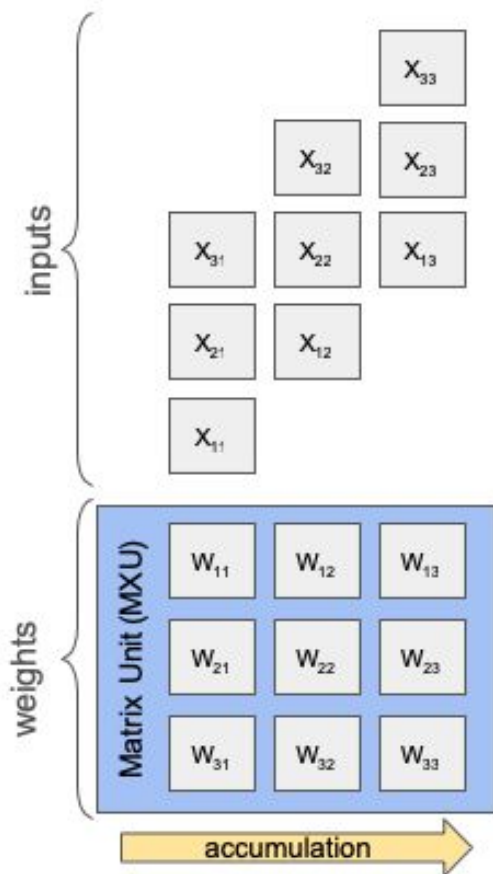 X₃₃
X₃₂ X₂₃
inputs
X₃₁ X₂₂ X₁₃
X₂₁ X₁₂
X₁₁
weights
Matrix Unit (MXU)
W₁₁ W₁₂ W₁₃
W₂₁ W₂₂ W₂₃
W₃₁ W₃₂ W₃₃
accumulation